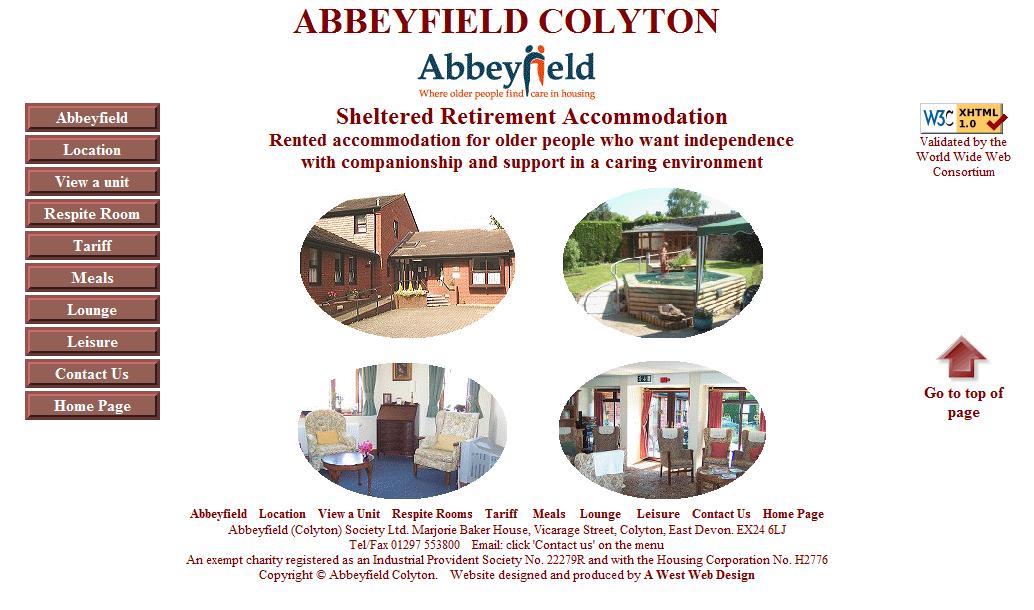 ABBEYFIELD COLYTON
Abbeyfield
Where older people find care in housing
Sheltered Retirement Accommodation
Rented accommodation for older people who want independence
with companionship and support in a caring environment
Abbeyfield
Location
View a unit
Respite Room
Tariff
Meals
Lounge
Leisure
Contact Us
Home Page
W3C XHTML 1.0
Validated by the
World Wide Web
Consortium
Go to top of
page
Abbeyfield Location View a Unit Respite Rooms Tariff Meals Lounge Leisure Contact Us Home Page
Abbeyfield (Colyton) Society Ltd. Marjorie Baker House, Vicarage Street, Colyton, East Devon. EX24 6LJ
Tel/Fax 01297 553800 Email: click 'Contact us' on the menu
An exempt charity registered as an Industrial Provident Society No. 22279R and with the Housing Corporation No. H2776
Copyright © Abbeyfield Colyton. Website designed and produced by A West Web Design